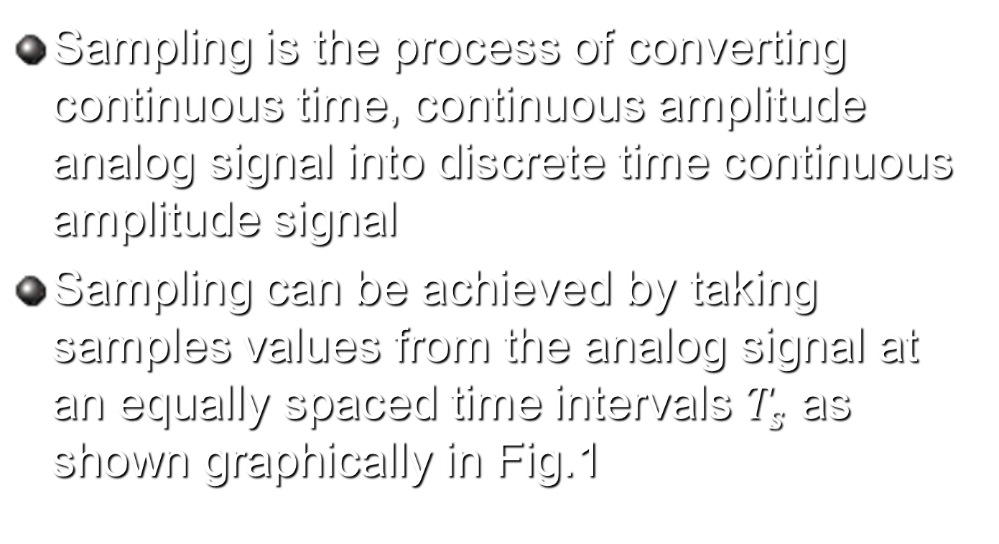 Sampling is the process of converting
continuous time, continuous amplitude
analog signal into discrete time continuous
amplitude signal
Sampling can be achieved by taking
samples values from the analog signal at
an equally spaced time intervals Tₛ as
shown graphically in Fig.1